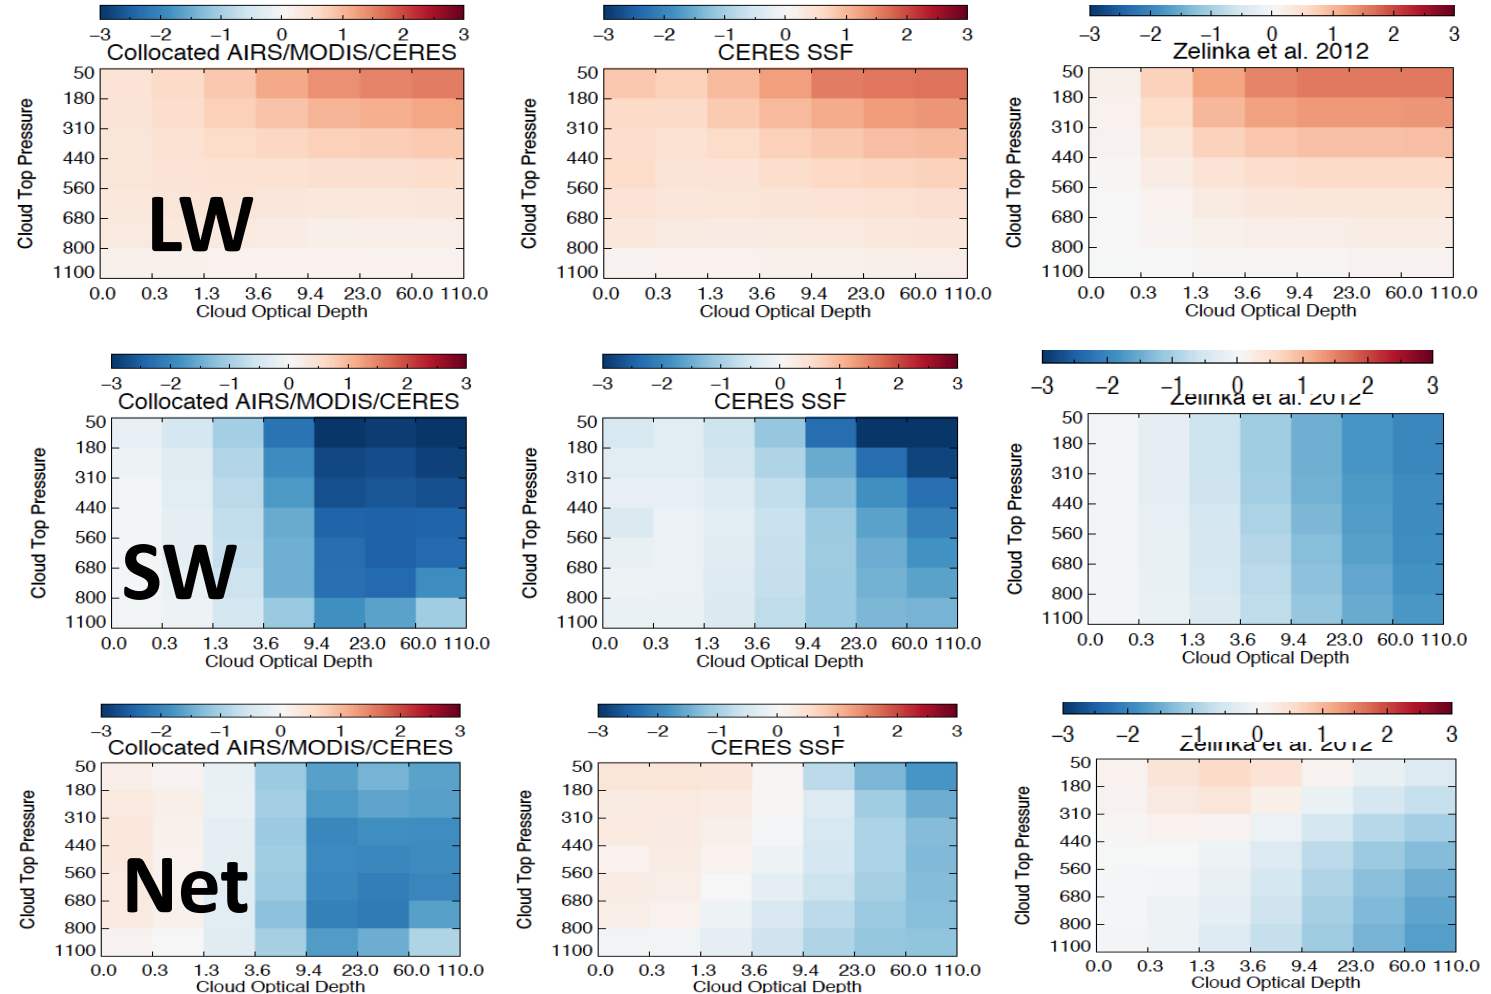 −3 −2 −1 0 1 2 3
Collocated AIRS/MODIS/CERES
Cloud Top Pressure
50
180
310
440
560
680
800
1100
LW
0.0 0.3 1.3 3.6 9.4 23.0 60.0 110.0
Cloud Optical Depth
−3 −2 −1 0 1 2 3
CERES SSF
Cloud Top Pressure
50
180
310
440
560
680
800
1100
0.0 0.3 1.3 3.6 9.4 23.0 60.0 110.0
Cloud Optical Depth
−3 −2 −1 0 1 2 3
Zelinka et al. 2012
Cloud Top Pressure
50
180
310
440
560
680
800
1100
0.0 0.3 1.3 3.6 9.4 23.0 60.0 110.0
Cloud Optical Depth
−3 −2 −1 0 1 2 3
Collocated AIRS/MODIS/CERES
Cloud Top Pressure
50
180
310
440
560
680
800
1100
SW
0.0 0.3 1.3 3.6 9.4 23.0 60.0 110.0
Cloud Optical Depth
−3 −2 −1 0 1 2 3
CERES SSF
Cloud Top Pressure
50
180
310
440
560
680
800
1100
0.0 0.3 1.3 3.6 9.4 23.0 60.0 110.0
Cloud Optical Depth
−3 −2 −1 0 1 2 3
Zelinka et al. 2012
Cloud Top Pressure
50
180
310
440
560
680
800
1100
0.0 0.3 1.3 3.6 9.4 23.0 60.0 110.0
Cloud Optical Depth
−3 −2 −1 0 1 2 3
Collocated AIRS/MODIS/CERES
Cloud Top Pressure
50
180
310
440
560
680
800
1100
Net
0.0 0.3 1.3 3.6 9.4 23.0 60.0 110.0
Cloud Optical Depth
−3 −2 −1 0 1 2 3
CERES SSF
Cloud Top Pressure
50
180
310
440
560
680
800
1100
0.0 0.3 1.3 3.6 9.4 23.0 60.0 110.0
Cloud Optical Depth
−3 −2 −1 0 1 2 3
Zelinka et al. 2012
Cloud Top Pressure
50
180
310
440
560
680
800
1100
0.0 0.3 1.3 3.6 9.4 23.0 60.0 110.0
Cloud Optical Depth